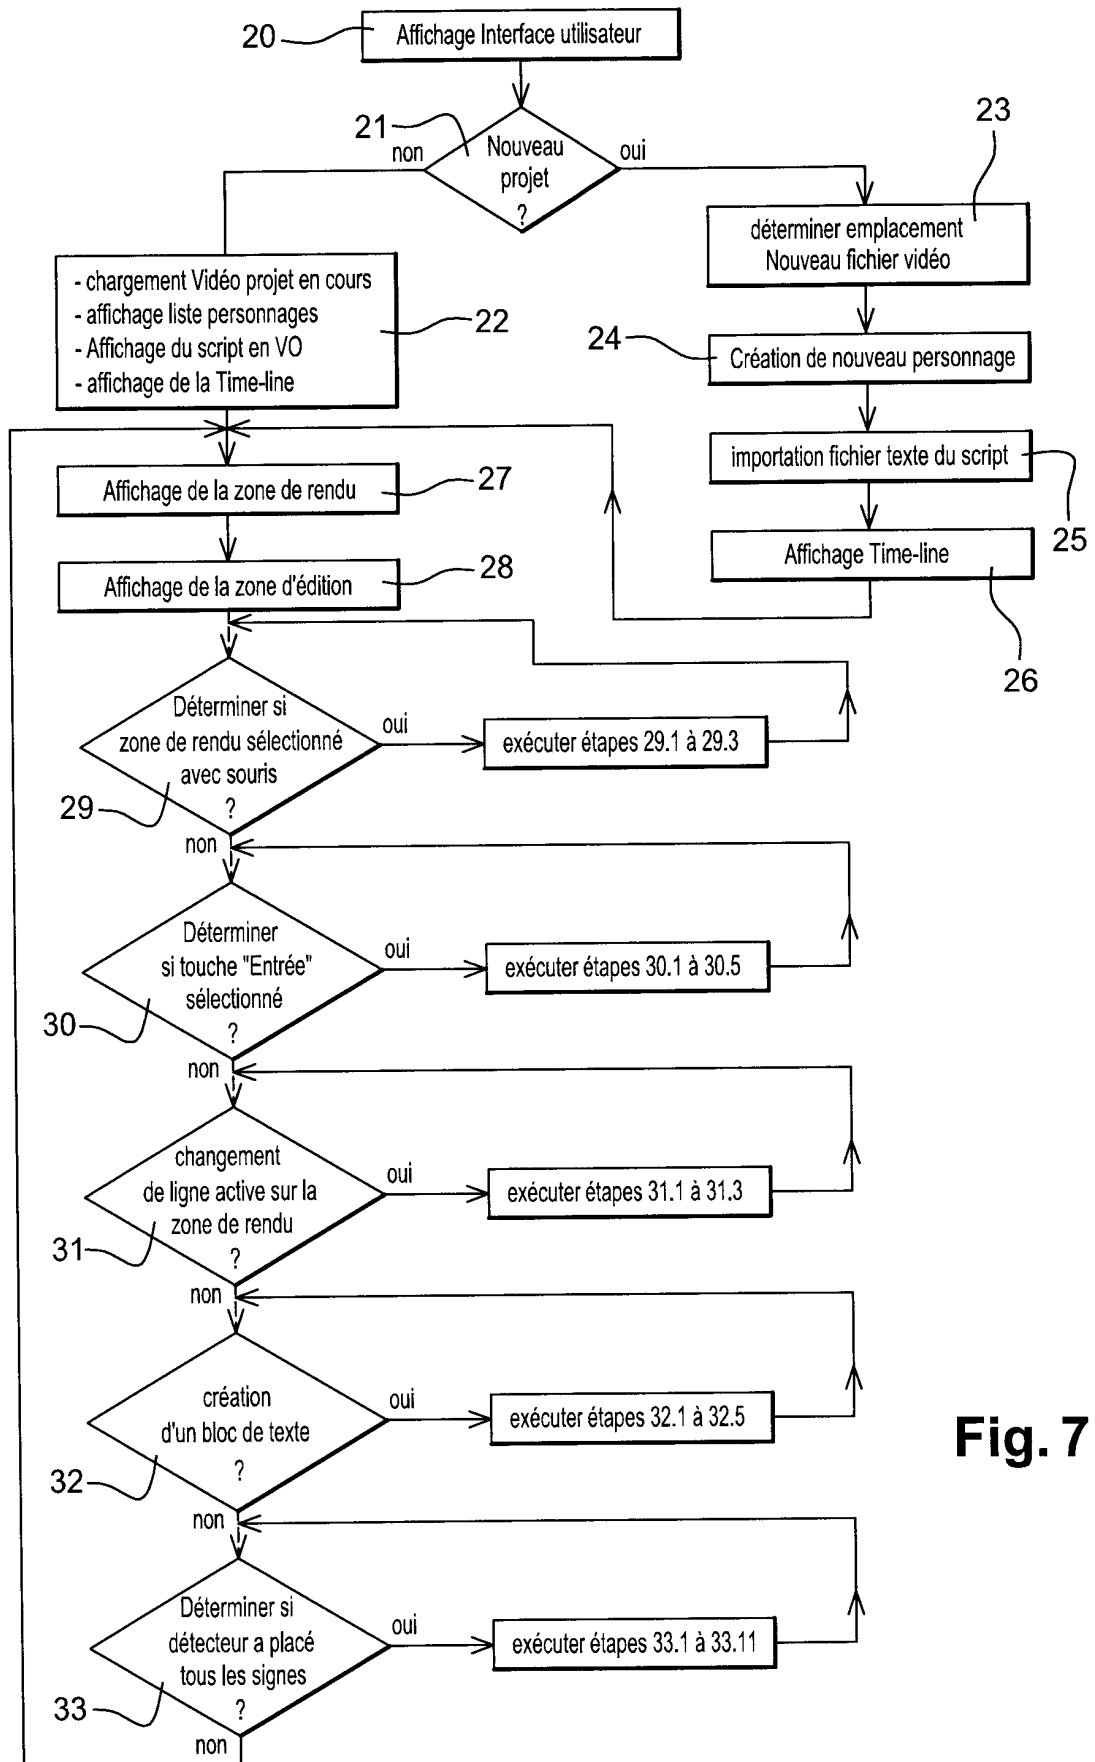 20
Affichage Interface utilisateur
21
non
Nouveau
projet
?
oui
23
déterminer emplacement
Nouveau fichier vidéo
- chargement Vidéo projet en cours
- affichage liste personnages
- Affichage du script en VO
- affichage de la Time-line
22
24
Création de nouveau personnage
importation fichier texte du script
25
Affichage de la zone de rendu
27
Affichage Time-line
26
Affichage de la zone d'édition
28
Déterminer si
zone de rendu sélectionné
avec souris
?
29
oui
exécuter étapes 29.1 à 29.3
non
Déterminer
si touche "Entrée"
sélectionné
?
30
oui
exécuter étapes 30.1 à 30.5
non
changement
de ligne active sur la
zone de rendu
?
31
oui
exécuter étapes 31.1 à 31.3
non
création
d'un bloc de texte
?
32
oui
exécuter étapes 32.1 à 32.5
Fig. 7
non
Déterminer si
détecteur a placé
tous les signes
?
33
oui
exécuter étapes 33.1 à 33.11
non